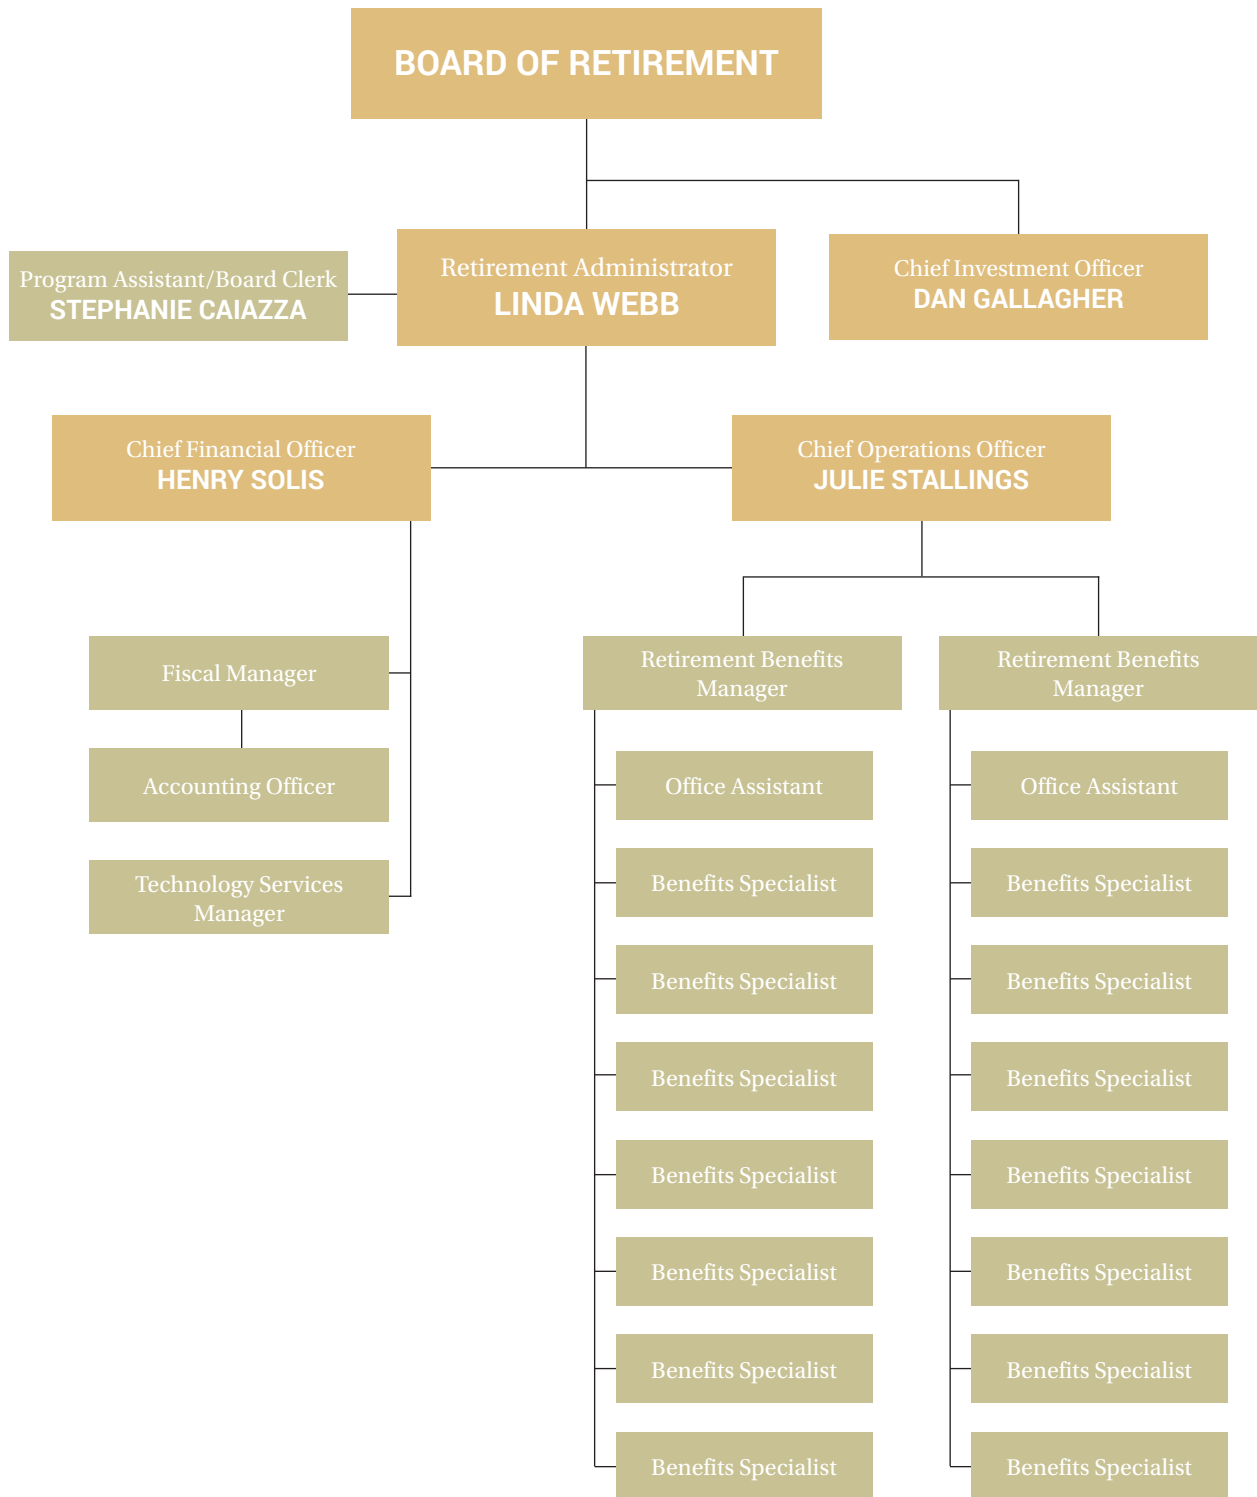 BOARD OF RETIREMENT
Program Assistant/Board Clerk
STEPHANIE CAIAZZA
Retirement Administrator
LINDA WEBB
Chief Investment Officer
DAN GALLAGHER
Chief Financial Officer
HENRY SOLIS
Chief Operations Officer
JULIE STALLINGS
Fiscal Manager
Accounting Officer
Technology Services
Manager
Retirement Benefits
Manager
Office Assistant
Benefits Specialist
Benefits Specialist
Benefits Specialist
Benefits Specialist
Benefits Specialist
Benefits Specialist
Benefits Specialist
Retirement Benefits
Manager
Office Assistant
Benefits Specialist
Benefits Specialist
Benefits Specialist
Benefits Specialist
Benefits Specialist
Benefits Specialist
Benefits Specialist